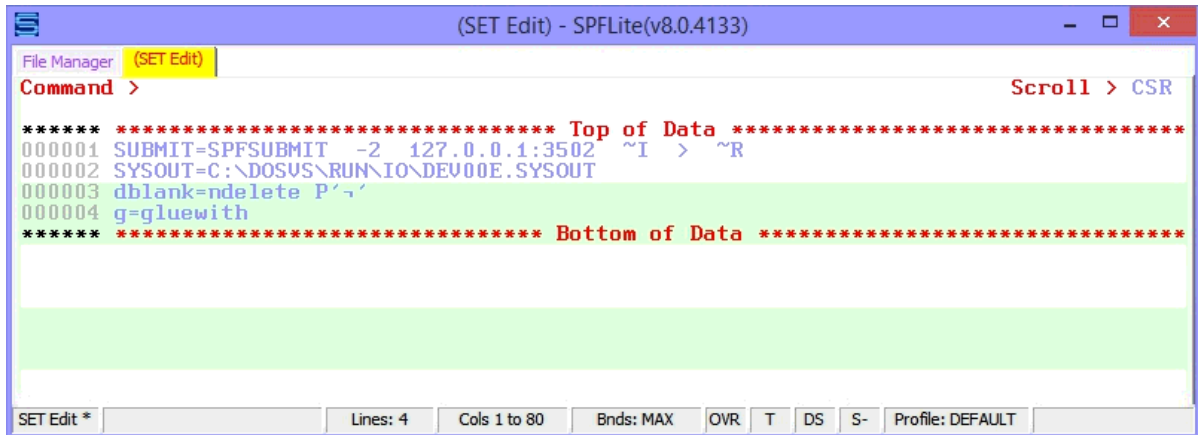 (SET Edit) - SPFLite(v8.0.4133)
File Manager (SET Edit)
Command > Scroll > CSR
****** ********************************* Top of Data **********************************
000001 SUBMIT=SPFSUBMIT  -2  127.0.0.1:3502  ~I  >  ~R
000002 SYSOUT=C:\DOSVS\RUN\IO\DEV00E.SYSOUT
000003 dblank=ndelete P'¬'
000004 g=gluewith
****** ******************************** Bottom of Data ********************************
SET Edit * Lines: 4 Cols 1 to 80 Bnds: MAX OVR T DS S- Profile: DEFAULT